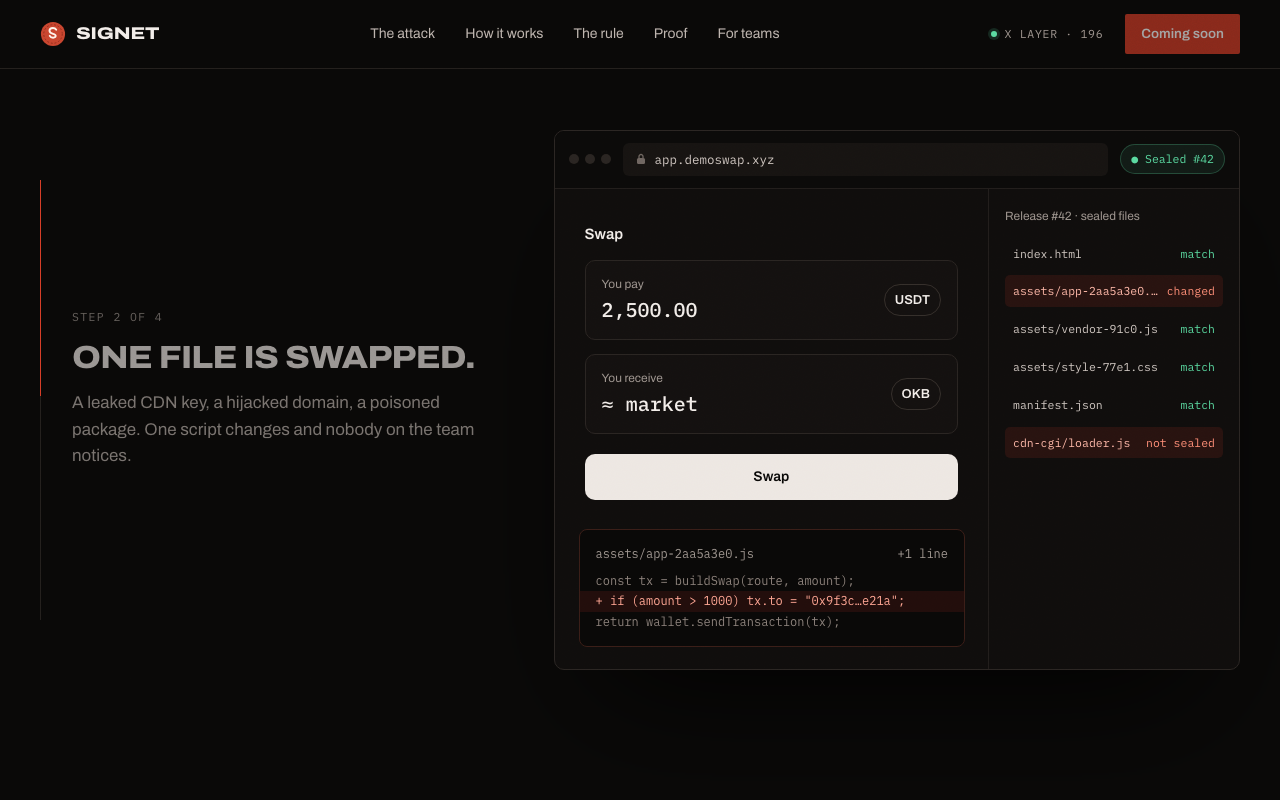 S SIGNET
The attack
How it works
The rule
Proof
For teams
X LAYER · 196
Coming soon
STEP 2 OF 4
ONE FILE IS SWAPPED.
A leaked CDN key, a hijacked domain, a poisoned
package. One script changes and nobody on the team
notices.
app.demoswap.xyz
Sealed #42
Swap
You pay
2,500.00
USDT
You receive
≈ market
OKB
Swap
assets/app-2aa5a3e0.js +1 line
const tx = buildSwap(route, amount);
+ if (amount > 1000) tx.to = "0x9f3c…e21a";
return wallet.sendTransaction(tx);
Release #42 · sealed files
index.html match
assets/app-2aa5a3e0.… changed
assets/vendor-91c0.js match
assets/style-77e1.css match
manifest.json match
cdn-cgi/loader.js not sealed